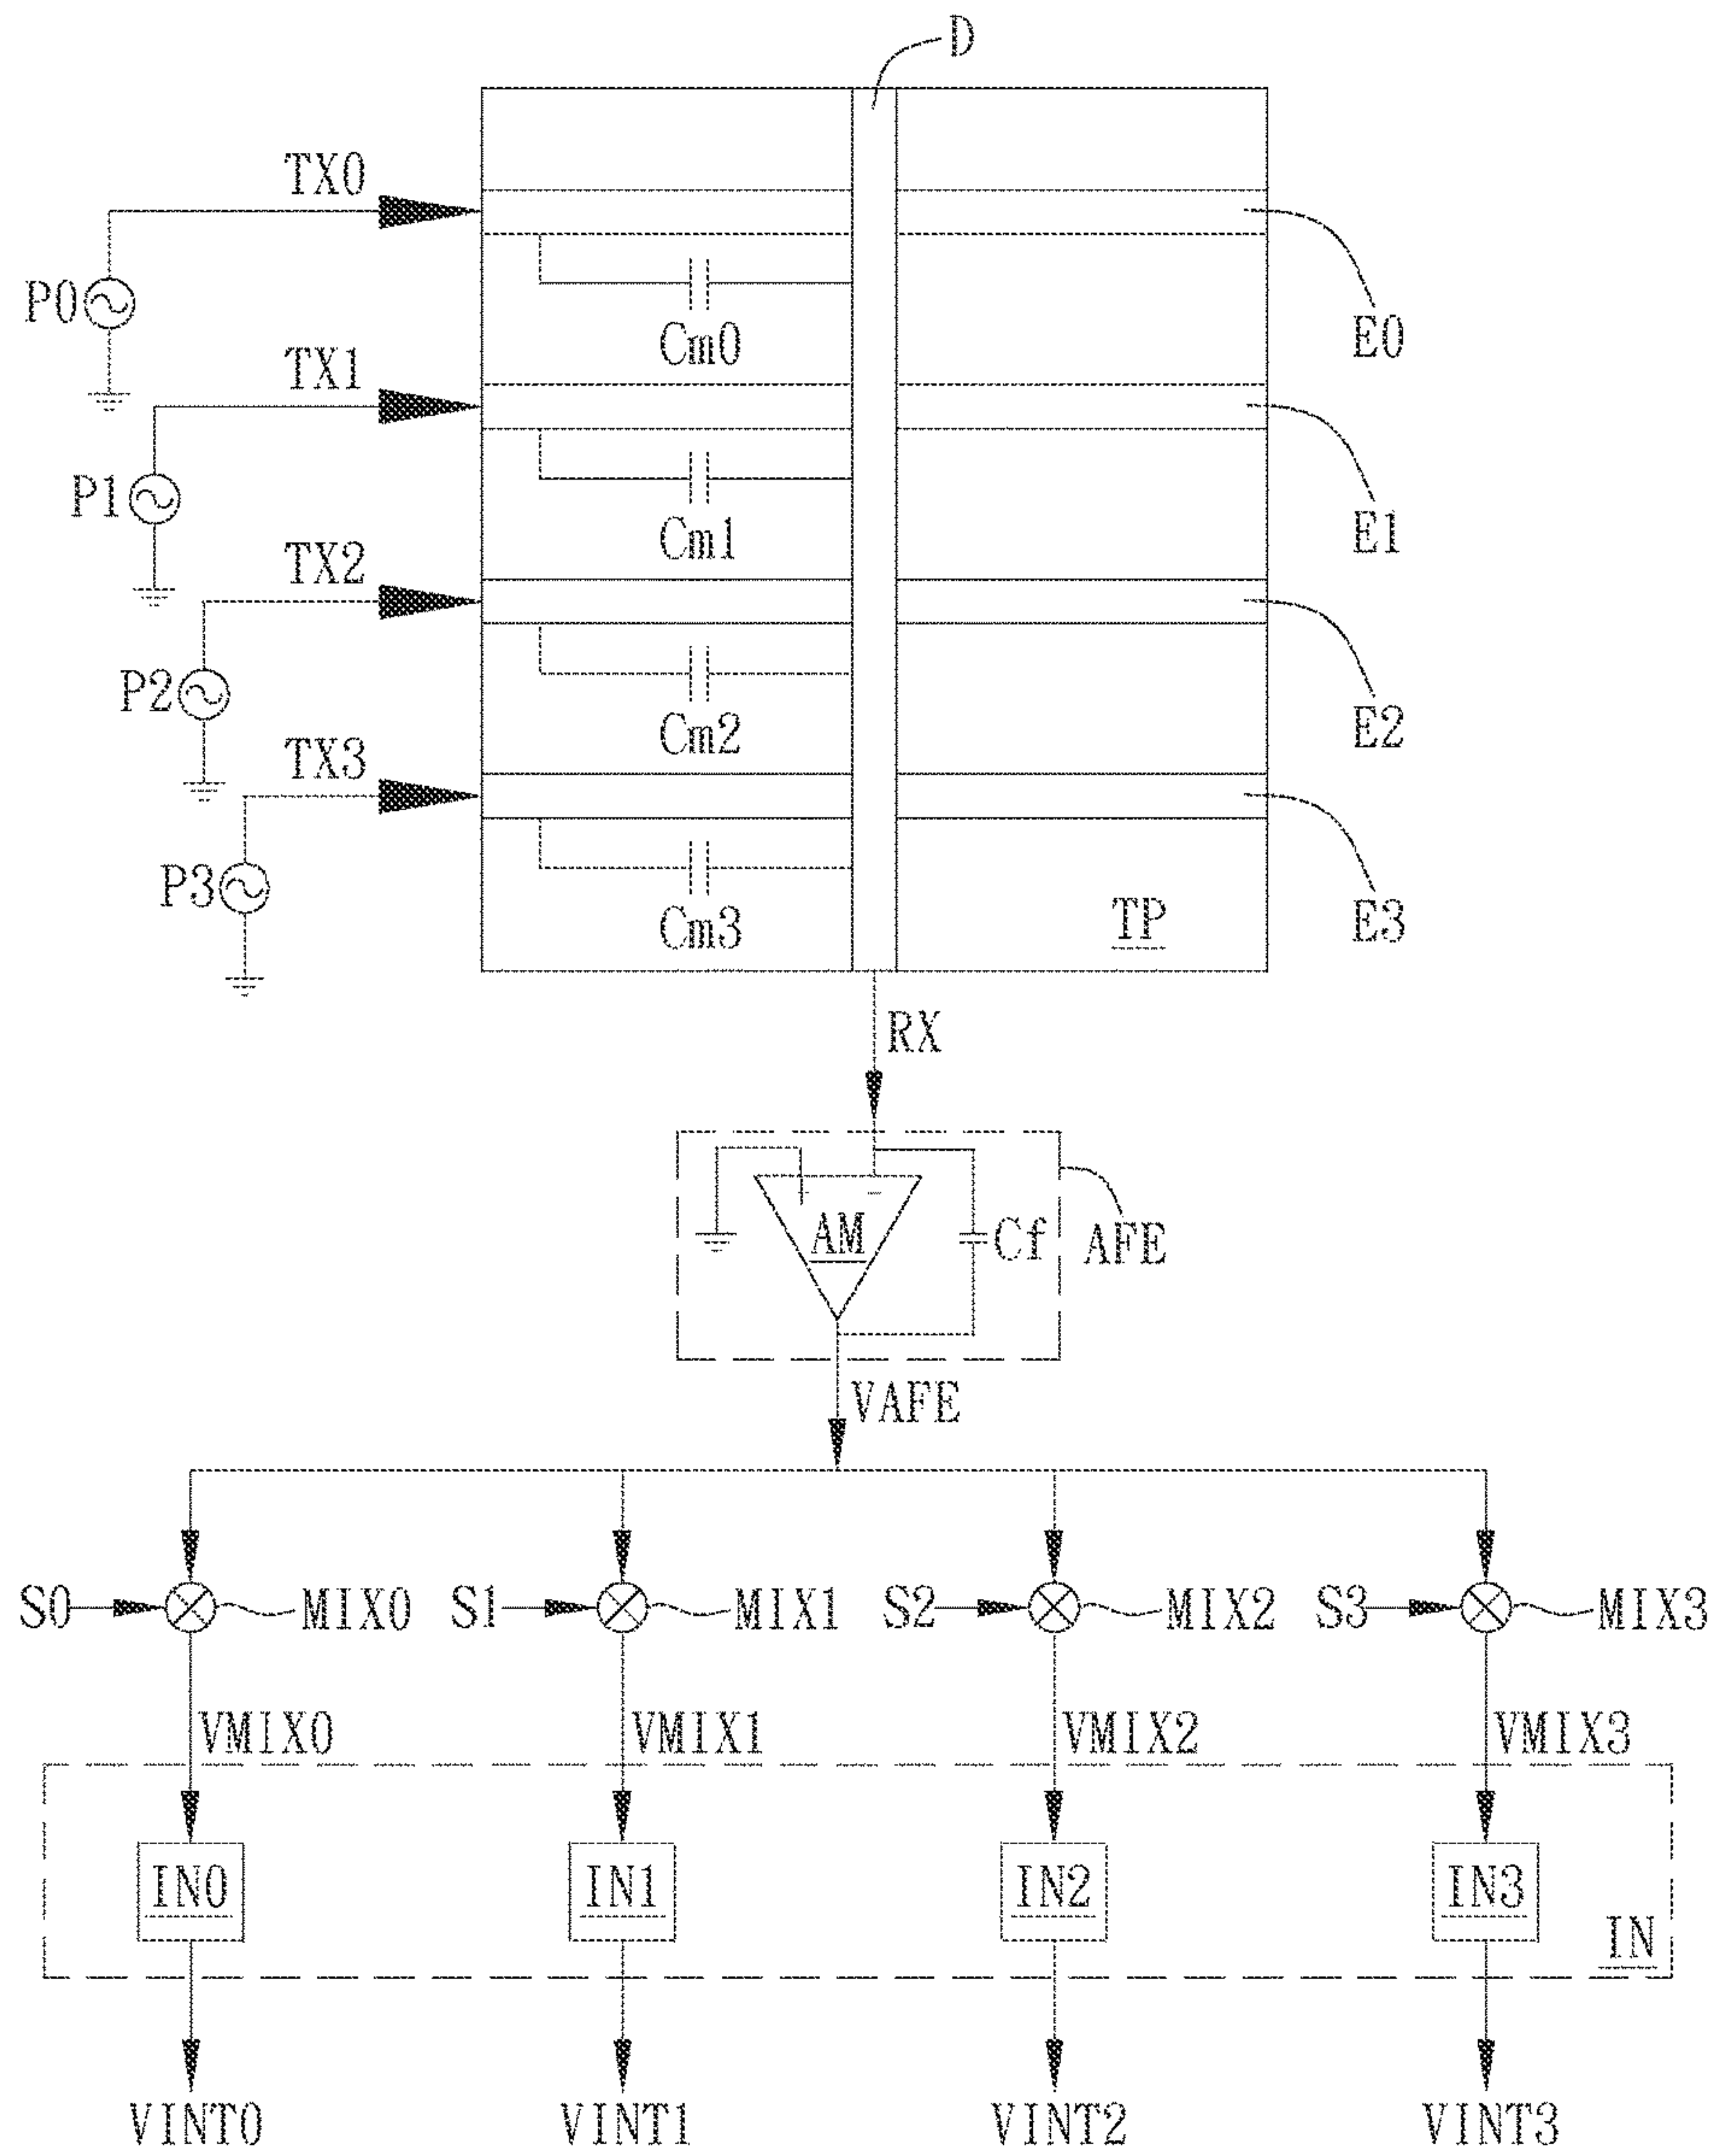 D
TX0
P0
Cm0
E0
TX1
P1
Cm1
E1
TX2
P2
Cm2
E2
TX3
P3
Cm3
TP
E3
RX
+ −
AM
Cf
AFE
VAFE
S0 MIX0 S1 MIX1 S2 MIX2 S3 MIX3
VMIX0 VMIX1 VMIX2 VMIX3
IN0 IN1 IN2 IN3
IN
VINT0 VINT1 VINT2 VINT3